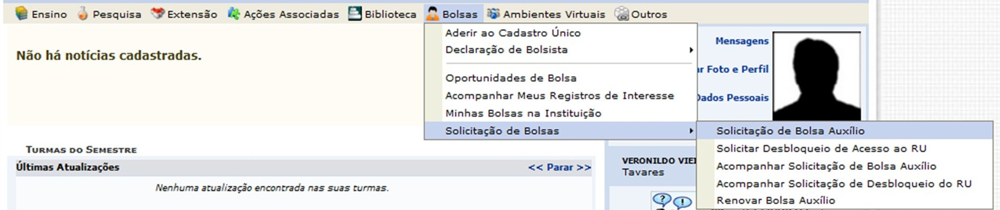 Ensino Pesquisa Extensão Ações Associadas Biblioteca Bolsas Ambientes Virtuais Outros
Aderir ao Cadastro Único
Declaração de Bolsista
Oportunidades de Bolsa
Acompanhar Meus Registros de Interesse
Minhas Bolsas na Instituição
Solicitação de Bolsas
Solicitação de Bolsa Auxílio
Solicitar Desbloqueio de Acesso ao RU
Acompanhar Solicitação de Bolsa Auxílio
Acompanhar Solicitação de Desbloqueio do RU
Renovar Bolsa Auxílio
Não há notícias cadastradas.
Mensagens
Foto e Perfil
Dados Pessoais
TURMAS DO SEMESTRE
Últimas Atualizações << Parar >>
Nenhuma atualização encontrada nas suas turmas.
VERONILDO
Tavares